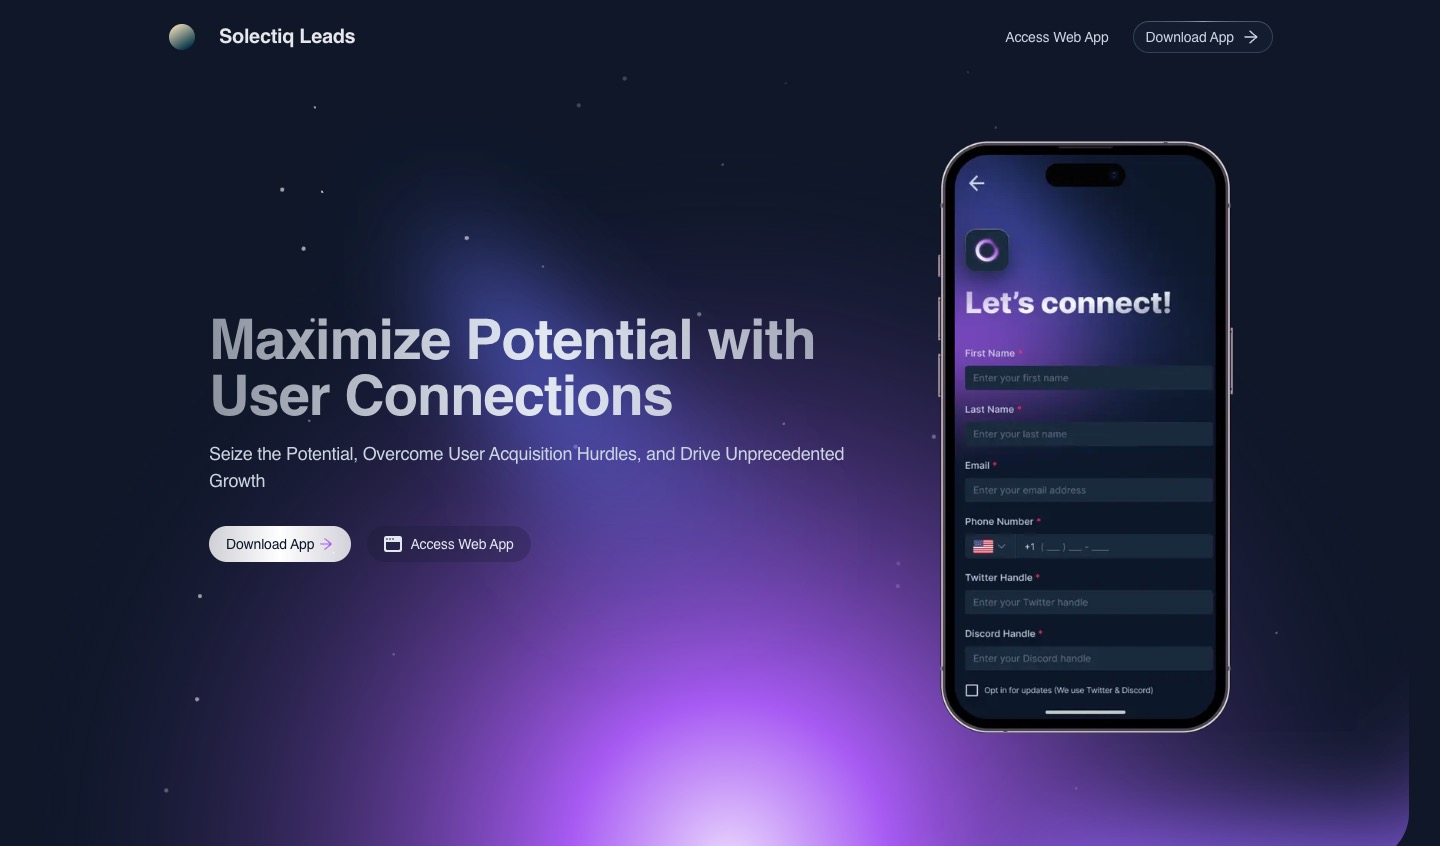 Solectiq Leads
Access Web App
Download App
Maximize Potential with
User Connections
Seize the Potential, Overcome User Acquisition Hurdles, and Drive Unprecedented
Growth
Download App
Access Web App
Let's connect!
First Name *
Enter your first name
Last Name *
Enter your last name
Email *
Enter your email address
Phone Number *
+1 ( __ ) __ - ___
Twitter Handle *
Enter your Twitter handle
Discord Handle *
Enter your Discord handle
Opt in for updates (We use Twitter & Discord)